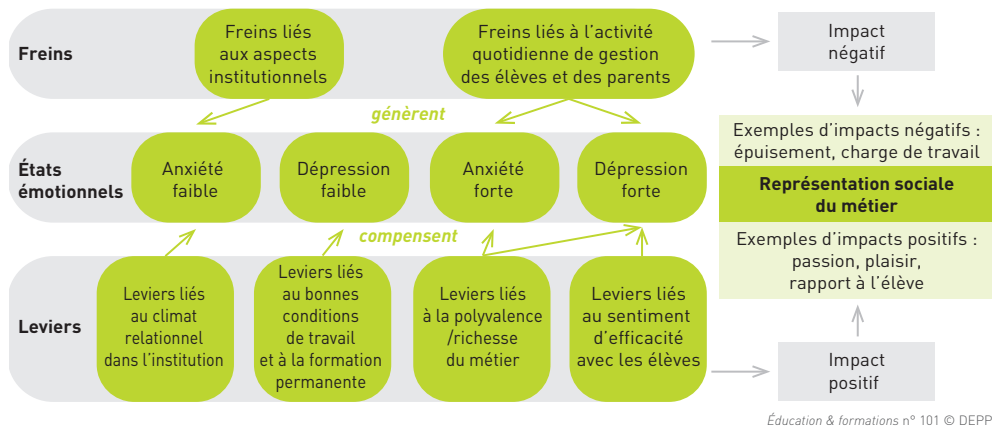 Freins
Freins liés
aux aspects
institutionnels
Freins liés à l'activité
quotidienne de gestion
des élèves et des parents
Impact
négatif
génèrent
États
émotionnels
Anxiété
faible
Dépression
faible
Anxiété
forte
Dépression
forte
Exemples d'impacts négatifs :
épuisement, charge de travail
Représentation sociale
du métier
Exemples d'impacts positifs :
passion, plaisir,
rapport à l'élève
compensent
Leviers
Leviers liés
au climat
relationnel
dans l'institution
Leviers liés
au bonnes
conditions
de travail
et à la formation
permanente
Leviers liés
à la polyvalence
/richesse
du métier
Leviers liés
au sentiment
d'efficacité
avec les élèves
Impact
positif
Éducation & formations n° 101 © DEPP